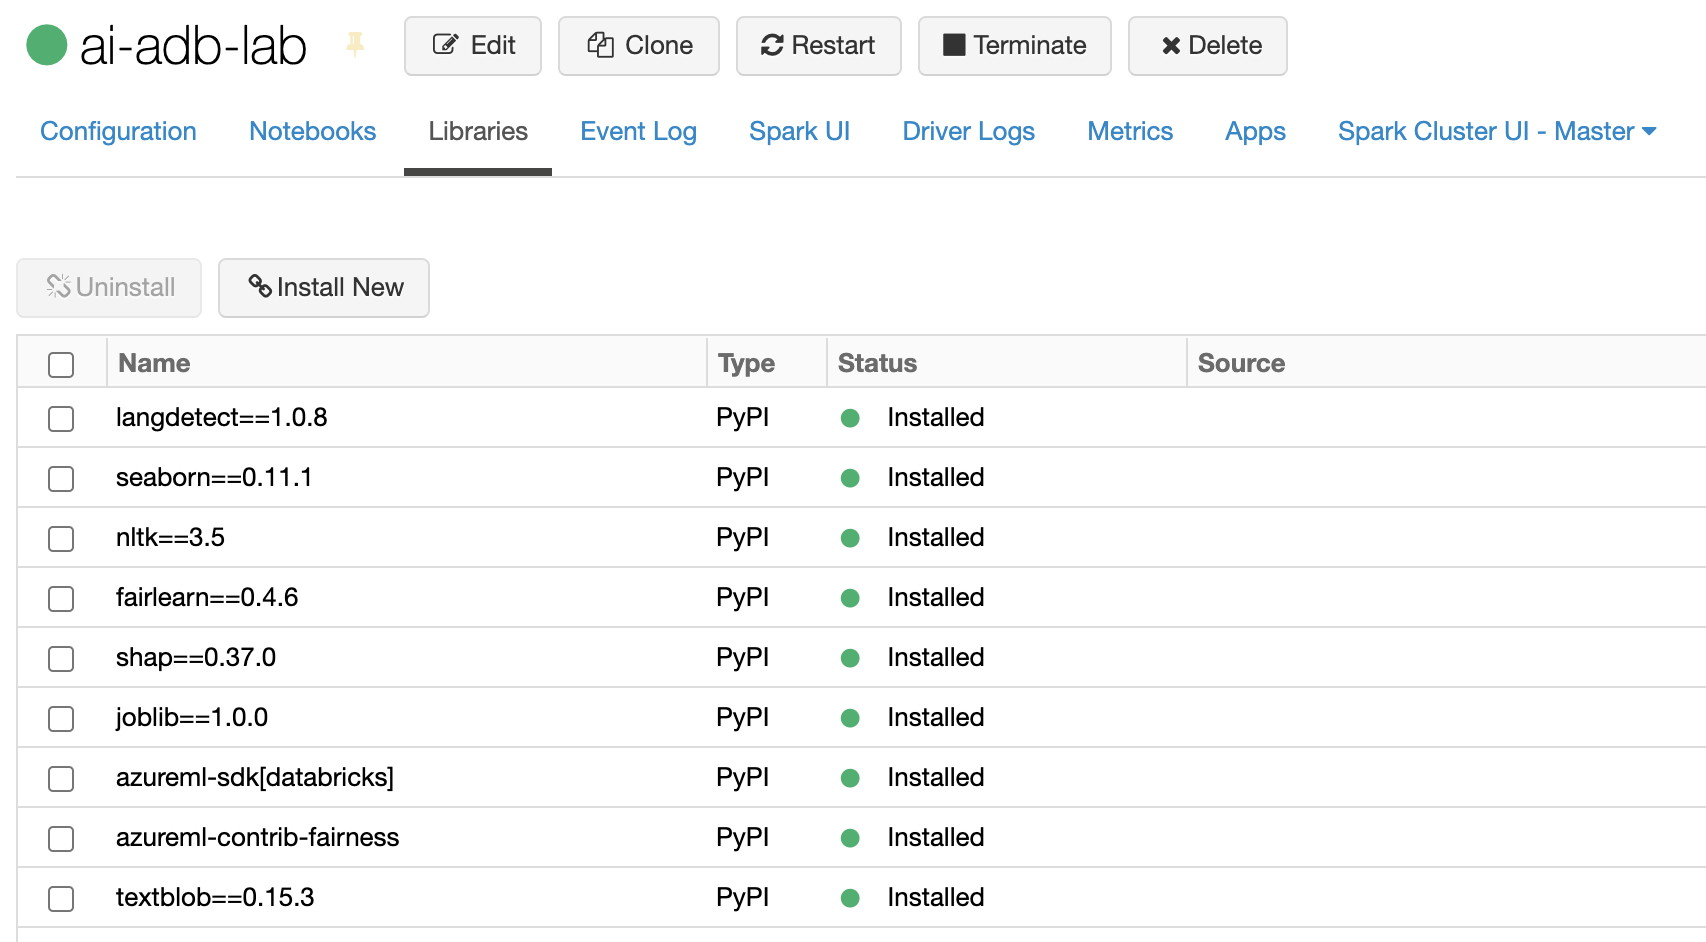 ai-adb-lab Edit Clone Restart Terminate Delete
Configuration Notebooks Libraries Event Log Spark UI Driver Logs Metrics Apps Spark Cluster UI - Master
Uninstall Install New
Name Type Status Source
langdetect==1.0.8 PyPI Installed
seaborn==0.11.1 PyPI Installed
nltk==3.5 PyPI Installed
fairlearn==0.4.6 PyPI Installed
shap==0.37.0 PyPI Installed
joblib==1.0.0 PyPI Installed
azureml-sdk[databricks] PyPI Installed
azureml-contrib-fairness PyPI Installed
textblob==0.15.3 PyPI Installed